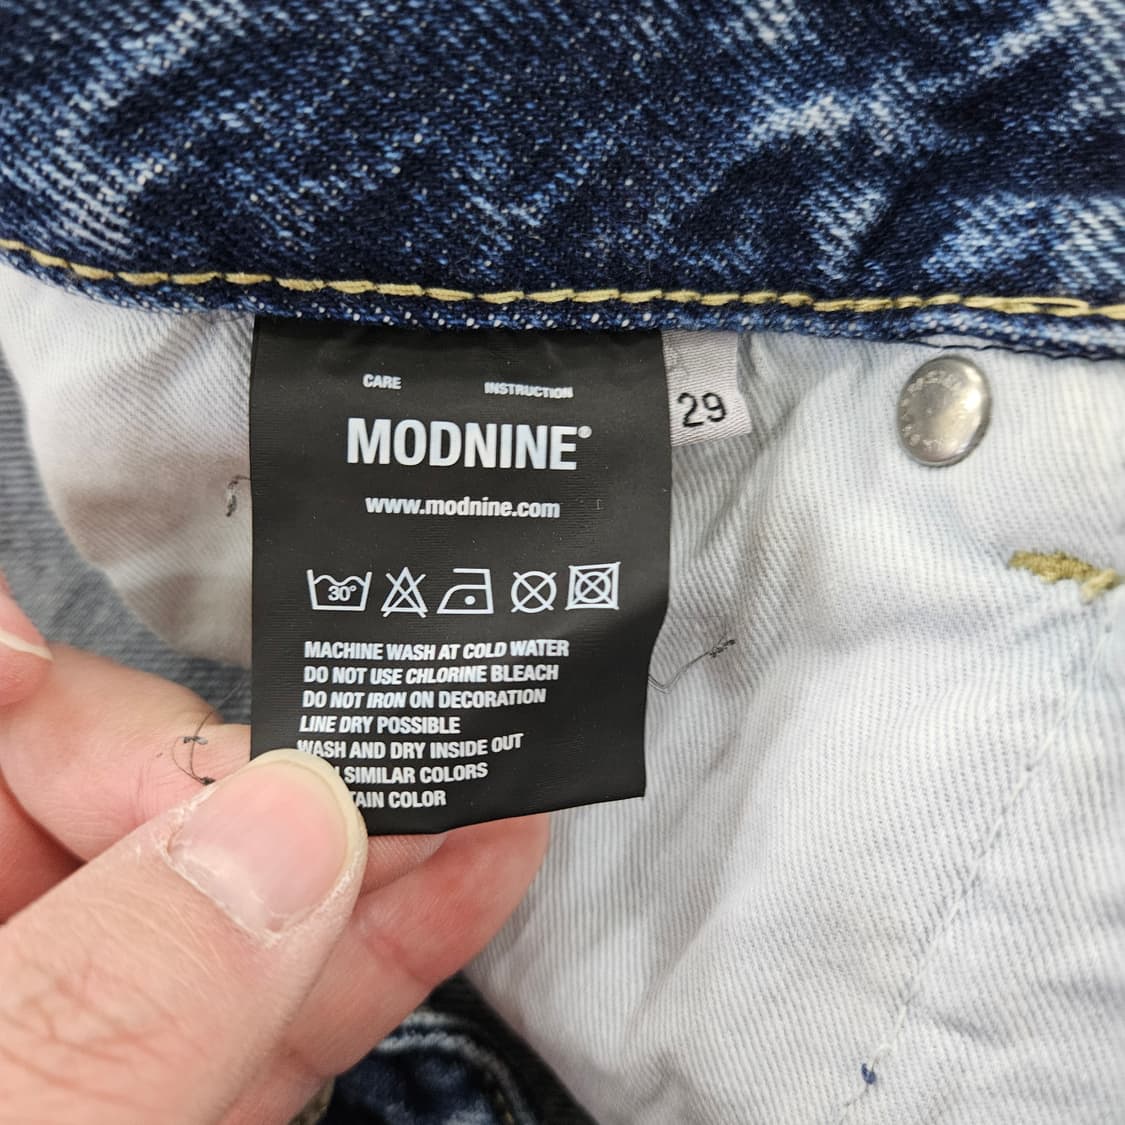 CARE INSTRUCTION
MODNINE®
29
www.modnine.com
30°
MACHINE WASH AT COLD WATER
DO NOT USE CHLORINE BLEACH
DO NOT IRON ON DECORATION
LINE DRY POSSIBLE
WASH AND DRY INSIDE OUT
SIMILAR COLORS
COLOR